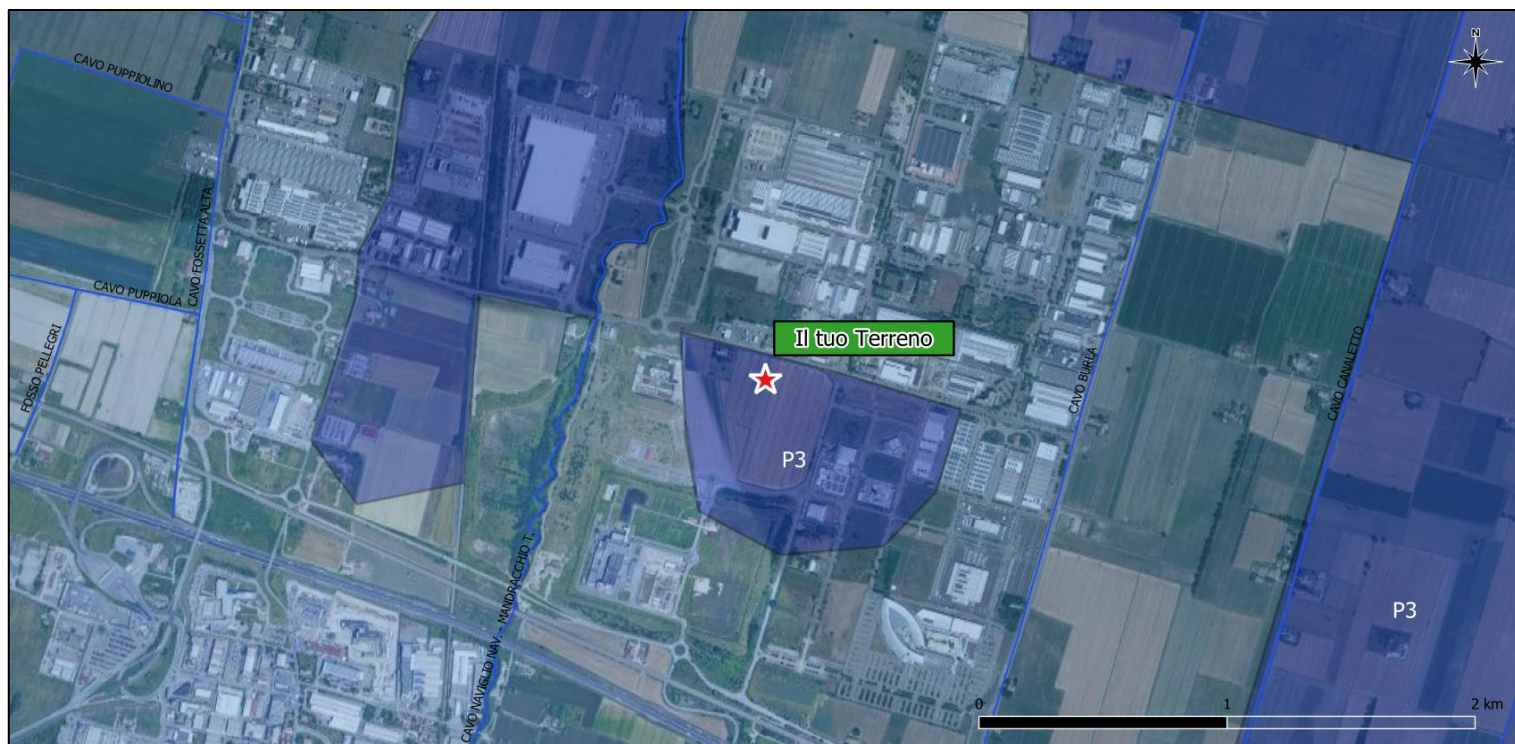 N
CAVO PUPPIOLINO
CAVO FOSSETTA ALTA
CAVO PUPPIOLA
FOSSO PELLEGRI
Il tuo Terreno
CAVO BURLA
CAVO CANALETTO
P3
CAVO NAVIGLIO NAV. - MANDRACCHIO T.
P3
0
1
2 km